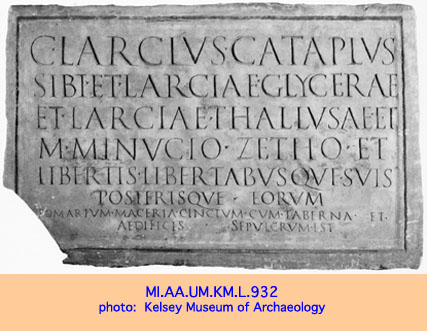 C·LARCIVS CATAPLVS
SIBI·ET·LARCIAE·GLYCERAE
ET·LARCIAE·THALLVSAE·ET
M·MINVCIO·ZETHO·ET
LIBERTIS·LIBERTABVSQVE·SVIS
POSTERISQVE·EORVM
POMARIVM·MACERIA·CINCTVM·CVM·TABERNA·ET·
AEDIFICIS·SEPVLCRVM·EST
MI.AA.UM.KM.L.932
photo: Kelsey Museum of Archaeology